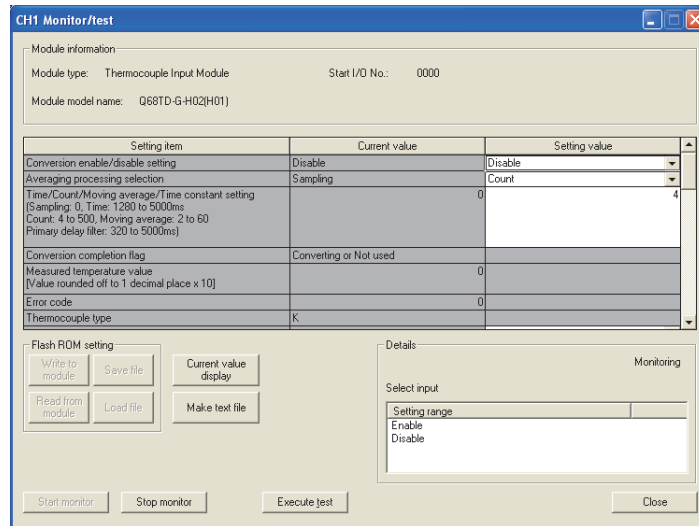 CH1 Monitor/test
Module information
Module type: Thermocouple Input Module Start I/O No.: 0000
Module model name: Q68TD-G-H02(H01)
Setting item Current value Setting value
Conversion enable/disable setting Disable Disable
Averaging processing selection Sampling Count
Time/Count/Moving average/Time constant setting 0 4
(Sampling: 0, Time: 1280 to 5000ms
Count: 4 to 500, Moving average: 2 to 60
Primary delay filter: 320 to 5000ms)
Conversion completion flag Converting or Not used
Measured temperature value 0
[Value rounded off to 1 decimal place x 10]
Error code 0
Thermocouple type K
Flash ROM setting
Write to
module
Save file
Current value
display
Read from
module
Load file
Make text file
Details
Monitoring
Select input
Setting range
Enable
Disable
Start monitor Stop monitor Execute test Close